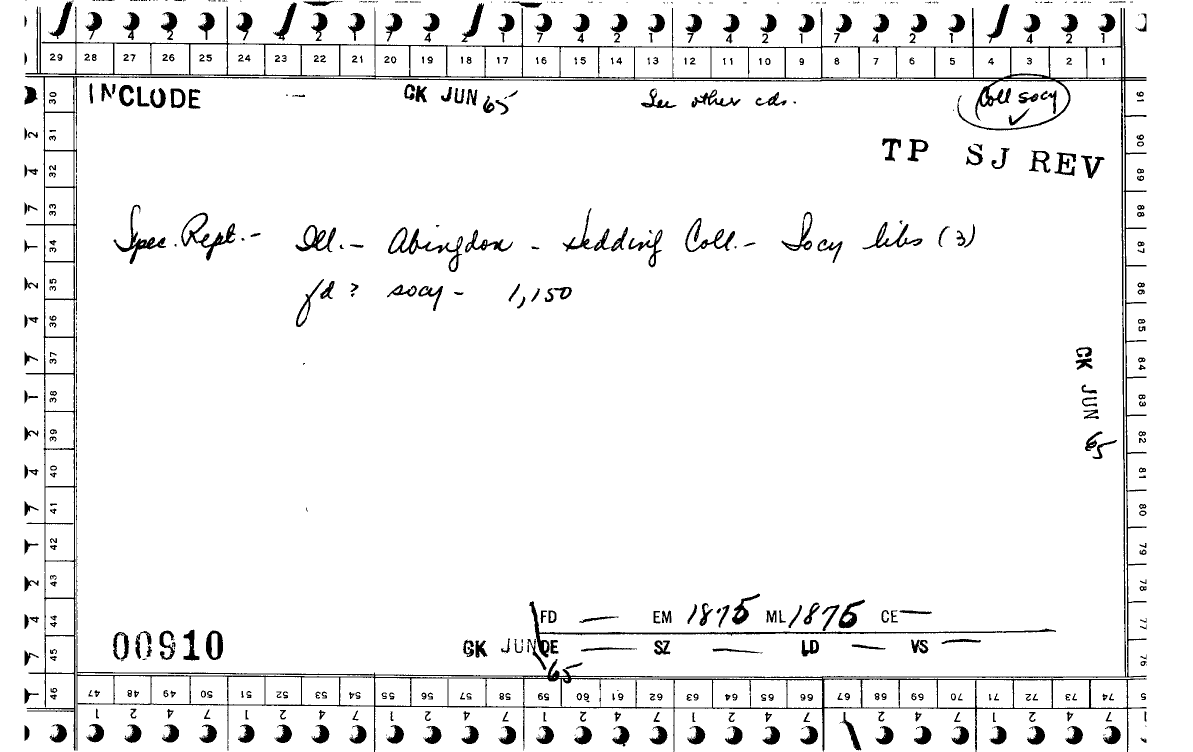 7 4 2 1 7 4 2 1 7 4 2 1 7 4 2 1 7 4 2 1 7 4 2 1 7 4 2 1
29 28 27 26 25 24 23 22 21 20 19 18 17 16 15 14 13 12 11 10 9 8 7 6 5 4 3 2 1
INCLUDE — CK JUN 65 See other cds. Coll socy ✓
TP SJ REV
Spec. Rept.- Ill.- Abingdon - Hedding Coll.- Socy libs (3)
fd ? socy - 1,150
CK JUN 65
FD — EM 1875 ML 1875 CE —
00910 CK JUN 65 DE — SZ — LD — VS —
30 31 32 33 34 35 36 37 38 39 40 41 42 43 44 45 46
91 90 89 88 87 86 85 84 83 82 81 80 79 78 77 76
47 48 49 50 51 52 53 54 55 56 57 58 59 60 61 62 63 64 65 66 67 68 69 70 71 72 73 74
1 2 4 7 1 2 4 7 1 2 4 7 1 2 4 7 1 2 4 7 1 2 4 7 1 2 4 7